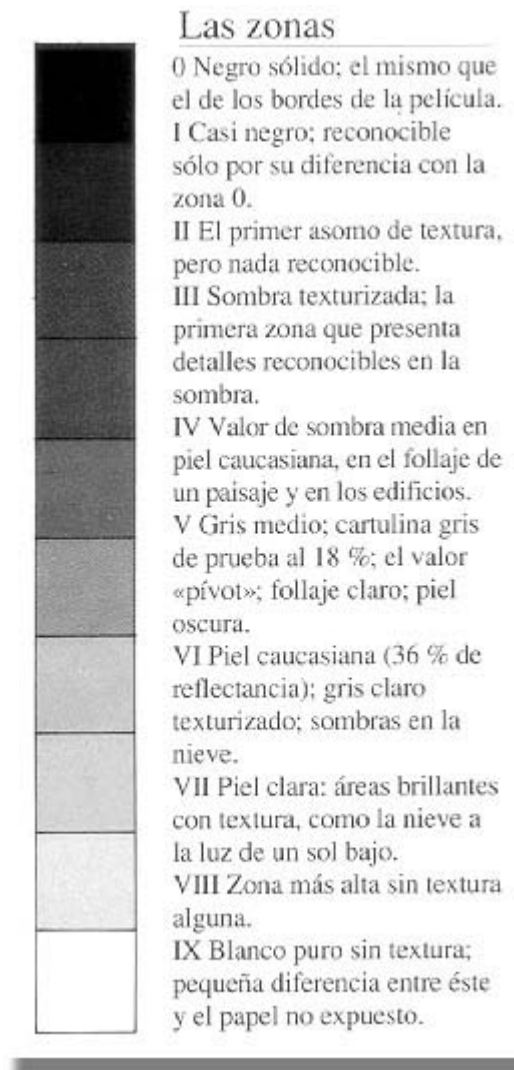 Las zonas
0 Negro sólido; el mismo que
el de los bordes de la película.
I Casi negro; reconocible
sólo por su diferencia con la
zona 0.
II El primer asomo de textura,
pero nada reconocible.
III Sombra texturizada; la
primera zona que presenta
detalles reconocibles en la
sombra.
IV Valor de sombra media en
piel caucasiana, en el follaje de
un paisaje y en los edificios.
V Gris medio; cartulina gris
de prueba al 18 %; el valor
«pívot»; follaje claro; piel
oscura.
VI Piel caucasiana (36 % de
reflectancia); gris claro
texturizado; sombras en la
nieve.
VII Piel clara: áreas brillantes
con textura, como la nieve a
la luz de un sol bajo.
VIII Zona más alta sin textura
alguna.
IX Blanco puro sin textura;
pequeña diferencia entre éste
y el papel no expuesto.